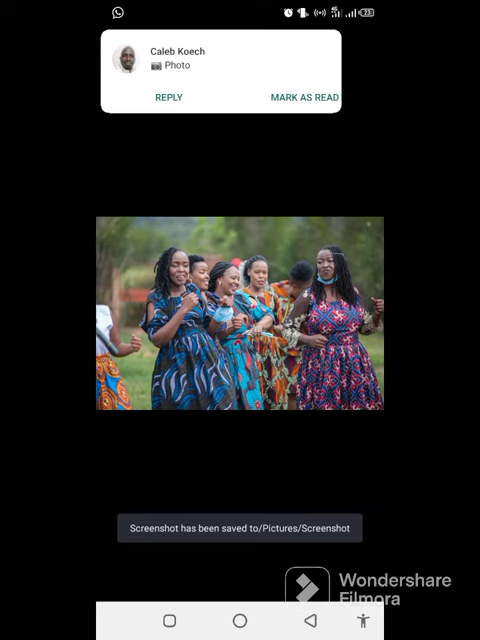 Caleb Koech
Photo
REPLY
MARK AS READ
Screenshot has been saved to/Pictures/Screenshot
Wondershare
Filmora